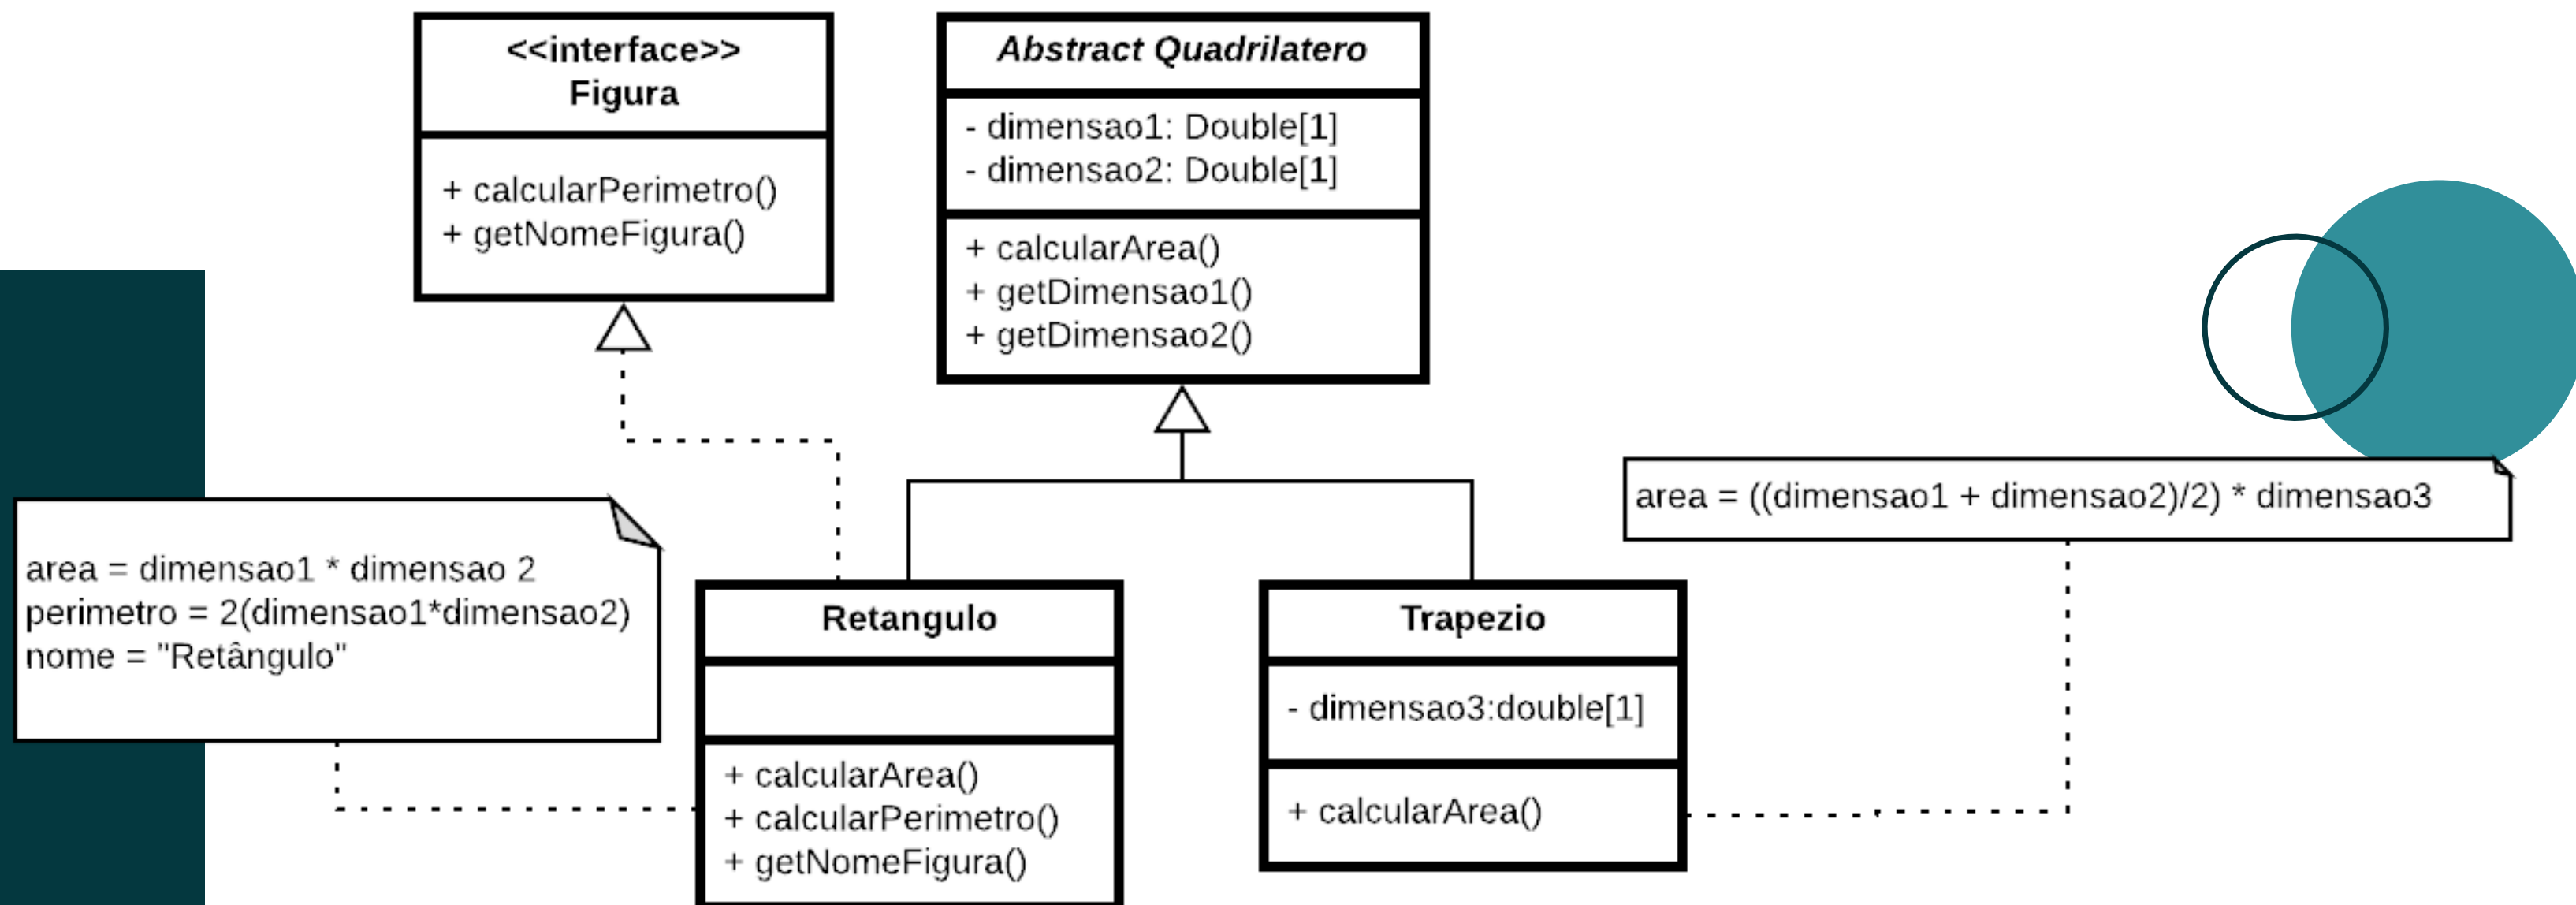 <<interface>>
Figura
+ calcularPerimetro()
+ getNomeFigura()
Abstract Quadrilatero
- dimensao1: Double[1]
- dimensao2: Double[1]
+ calcularArea()
+ getDimensao1()
+ getDimensao2()
area = dimensao1 * dimensao 2
perimetro = 2(dimensao1*dimensao2)
nome = "Retângulo"
Retangulo
+ calcularArea()
+ calcularPerimetro()
+ getNomeFigura()
Trapezio
- dimensao3:double[1]
+ calcularArea()
area = ((dimensao1 + dimensao2)/2) * dimensao3